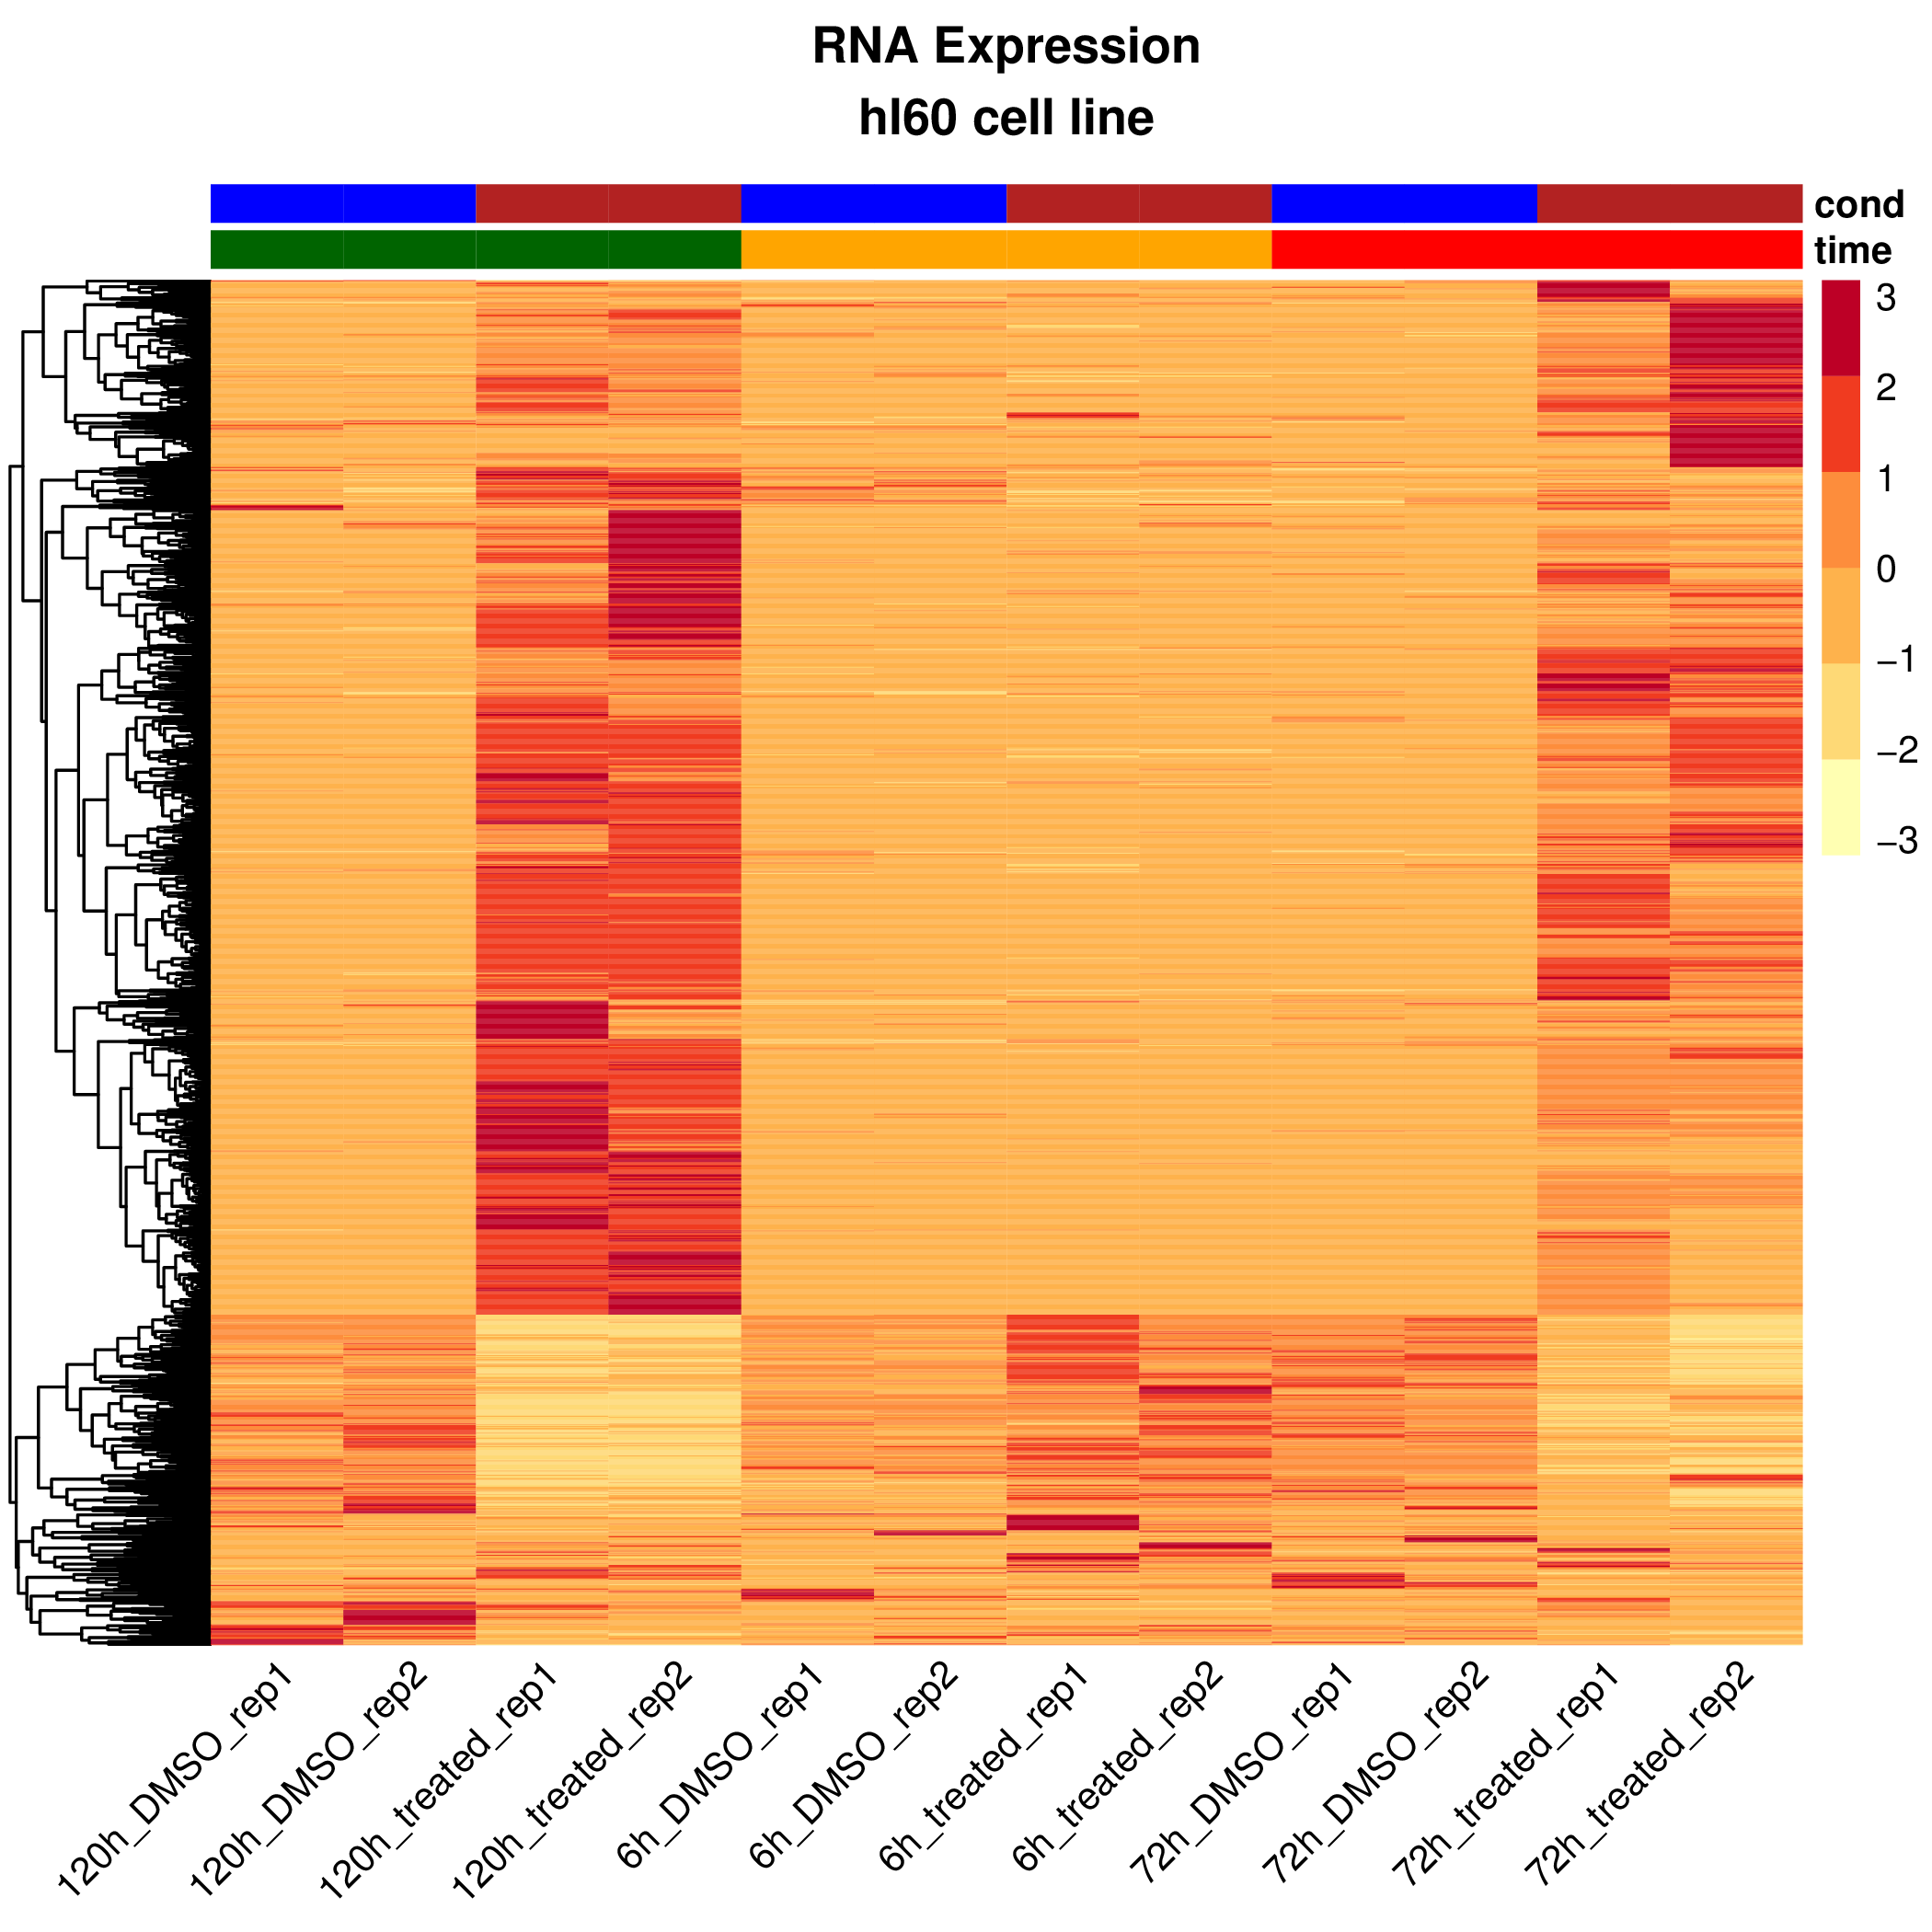 RNA Expression
hl60 cell line
cond
time
3
2
1
0
−1
−2
−3
120h_DMSO_rep1
120h_DMSO_rep2
120h_treated_rep1
120h_treated_rep2
6h_DMSO_rep1
6h_DMSO_rep2
6h_treated_rep1
6h_treated_rep2
72h_DMSO_rep1
72h_DMSO_rep2
72h_treated_rep1
72h_treated_rep2